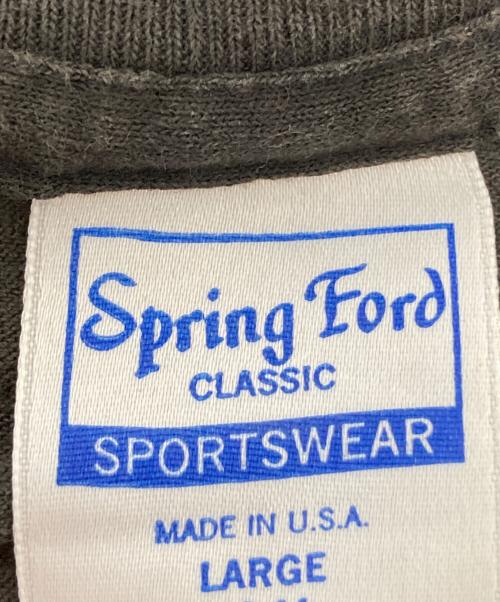 Spring Ford
CLASSIC
SPORTSWEAR
MADE IN U.S.A.
LARGE